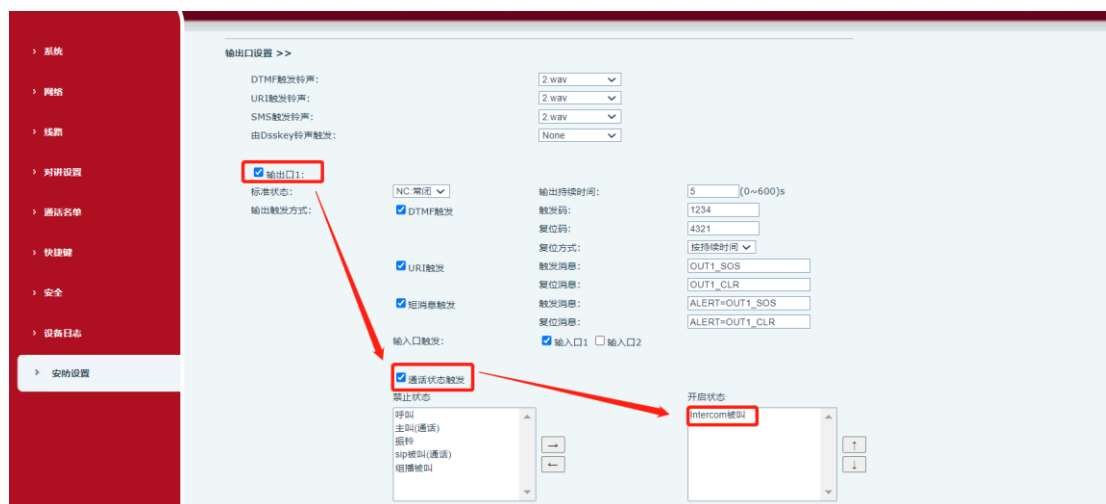 系统
网络
线路
对讲设置
通话名单
快捷键
安全
设备日志
安防设置
输出口设置 >>
DTMF触发铃声: 2.wav
URI触发铃声: 2.wav
SMS触发铃声: 2.wav
由Dsskey铃声触发: None
输出口1:
标准状态: NC 常闭 输出持续时间: 5 (0~600)s
输出触发方式: DTMF触发 触发码: 1234
复位码: 4321
复位方式: 按持续时间
URI触发 触发消息: OUT1_SOS
复位消息: OUT1_CLR
短消息触发 触发消息: ALERT=OUT1_SOS
复位消息: ALERT=OUT1_CLR
输入口触发: 输入口1 输入口2
通话状态触发
禁止状态 开启状态
呼叫 Intercom被叫
主叫(通话)
振铃
sip被叫(通话)
组播被叫